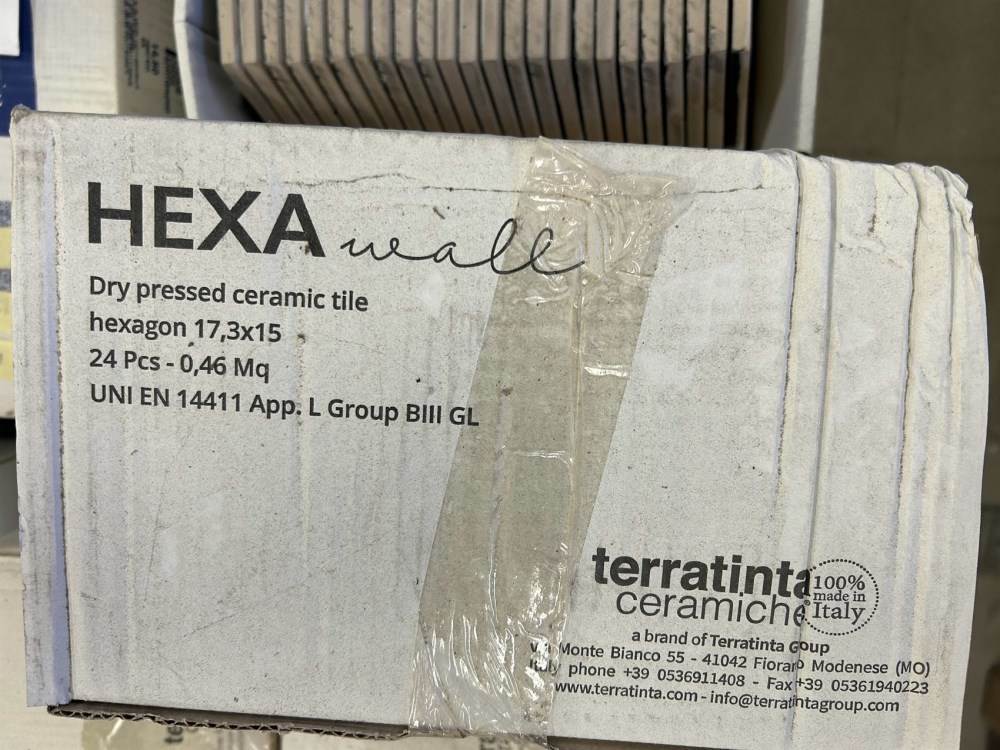 HEXA wall
Dry pressed ceramic tile
hexagon 17,3x15
24 Pcs - 0,46 Mq
UNI EN 14411 App. L Group BIII GL
terratinta
ceramiche
100%
made in
Italy
a brand of Terratinta Goup
Monte Bianco 55 - 41042 Fiorano Modenese (MO)
Italy phone +39 0536911408 - Fax +39 05361940223
www.terratinta.com - info@terratintagroup.com